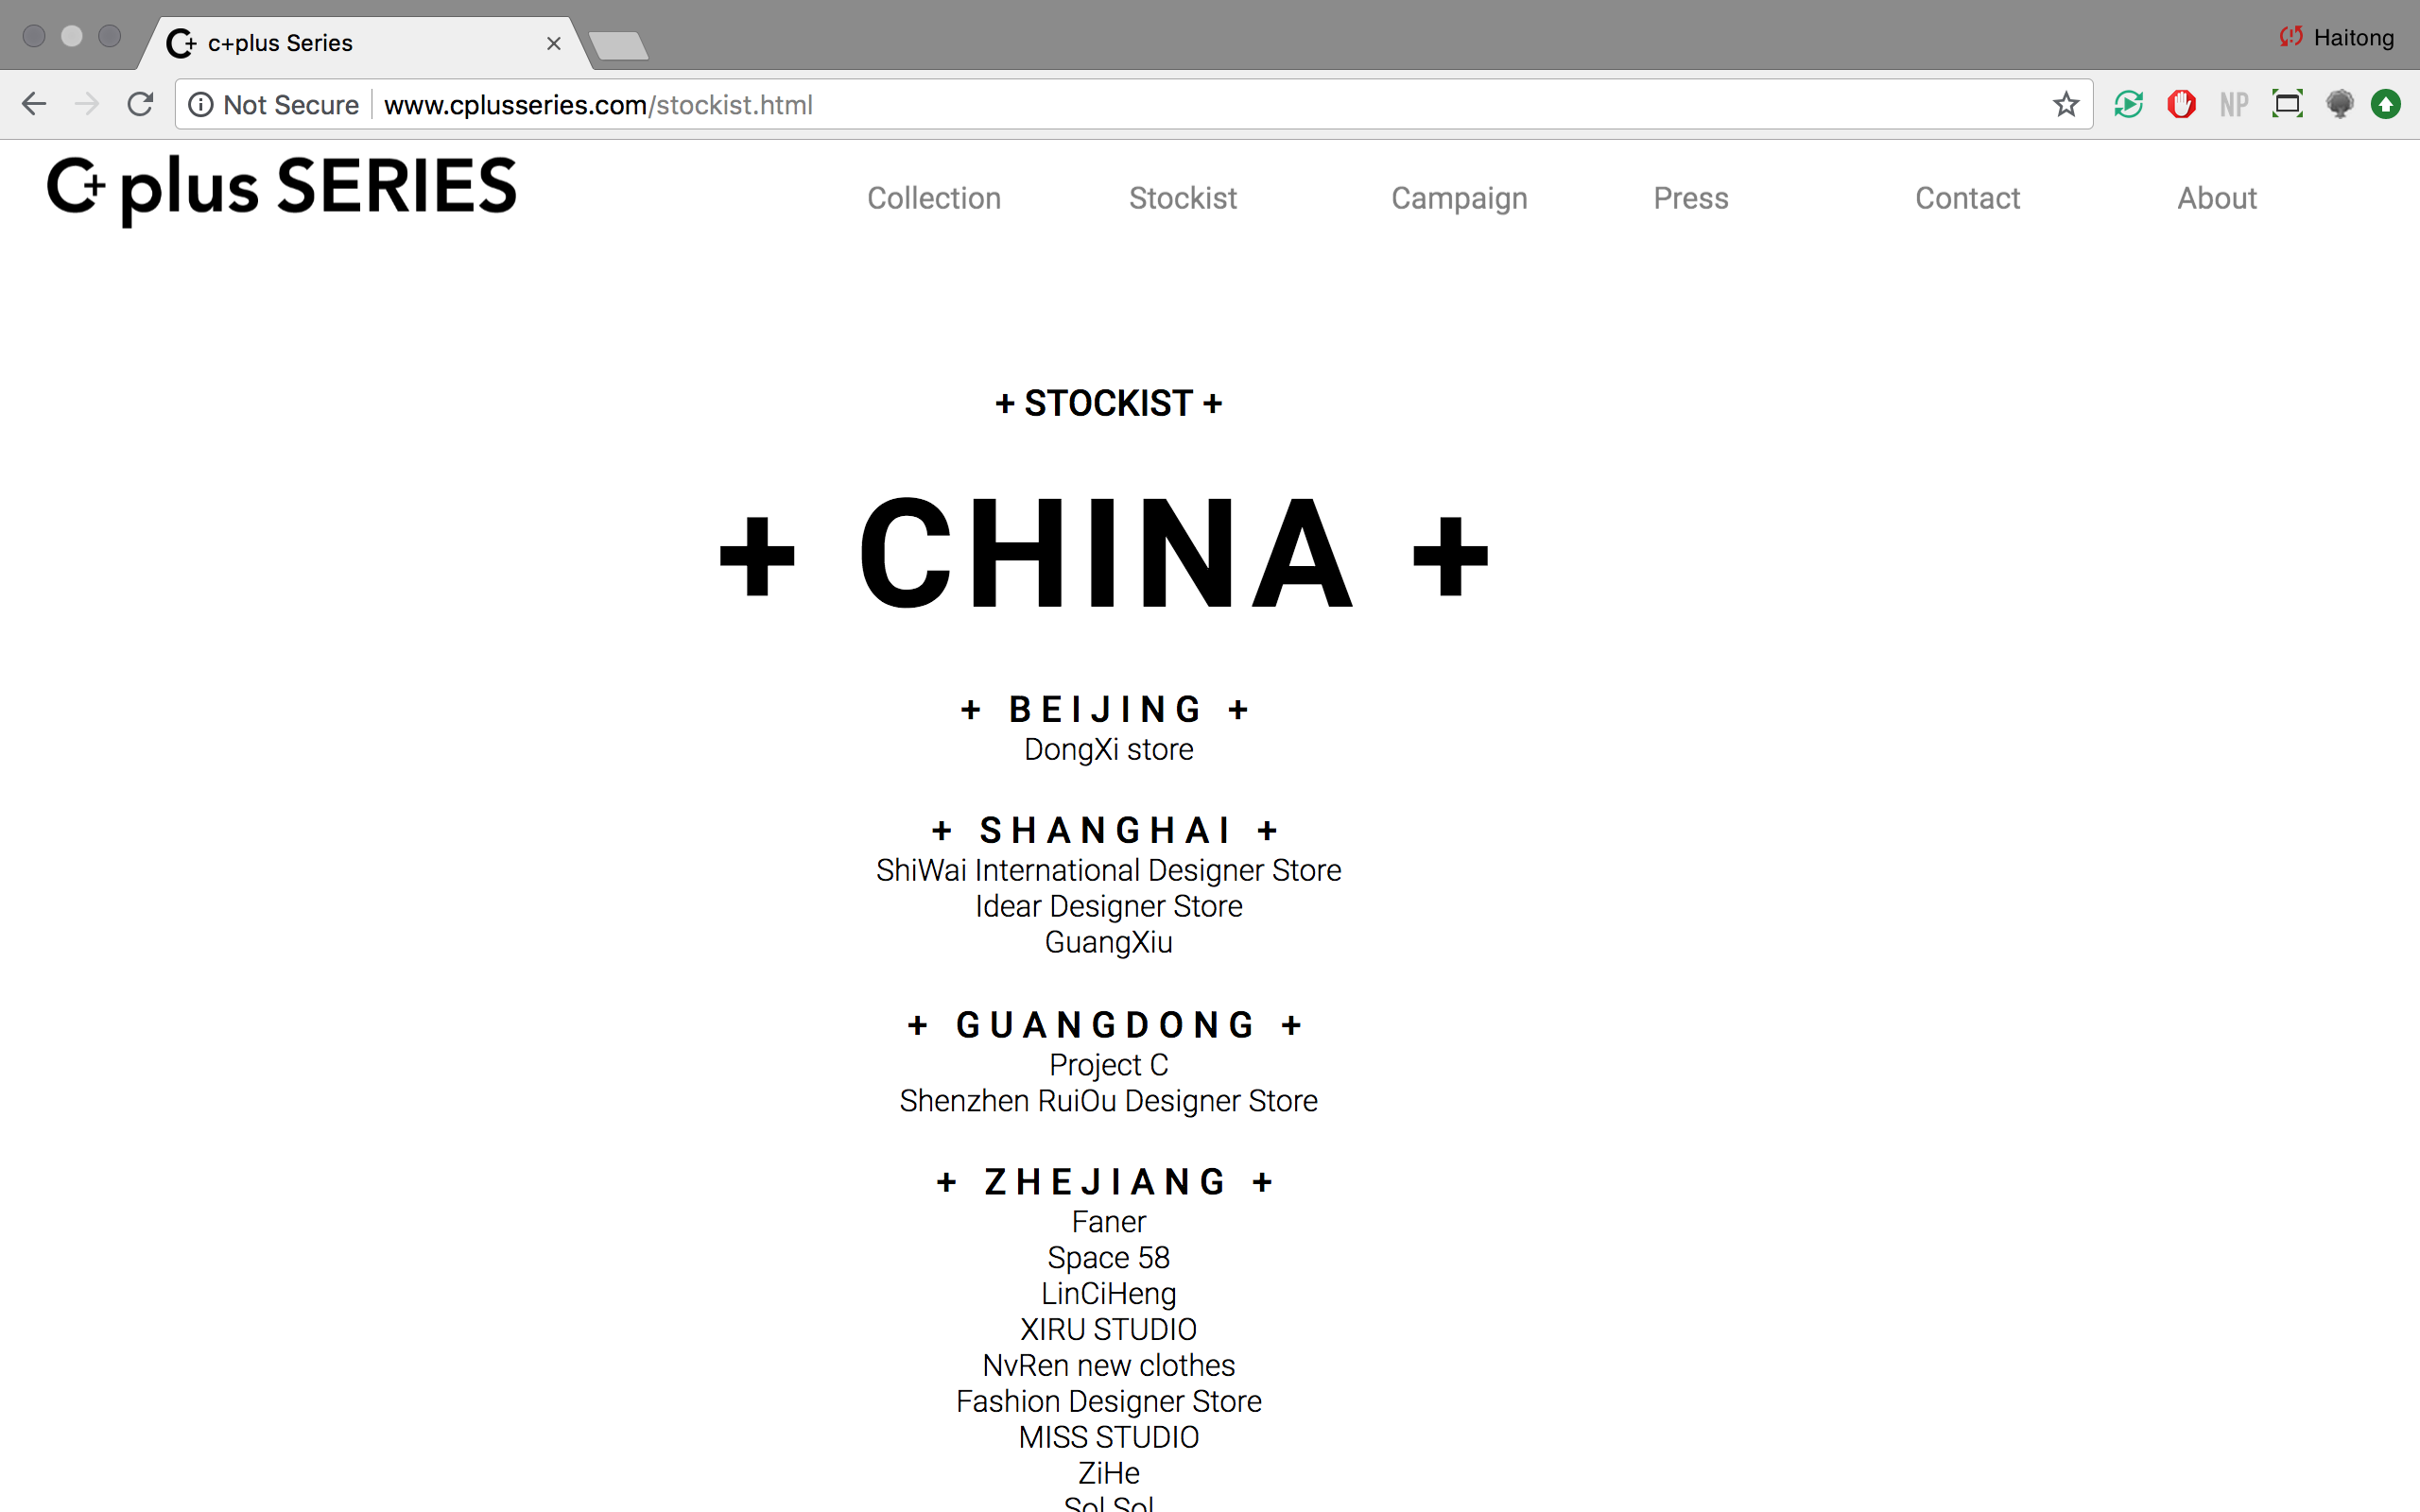 c+plus Series
Haitong
Not Secure
www.cplusseries.com/stockist.html
NP
C+ plus SERIES
Collection
Stockist
Campaign
Press
Contact
About
+ STOCKIST +
+ CHINA +
+ BEIJING +
DongXi store
+ SHANGHAI +
ShiWai International Designer Store
Idear Designer Store
GuangXiu
+ GUANGDONG +
Project C
Shenzhen RuiOu Designer Store
+ ZHEJIANG +
Faner
Space 58
LinCiHeng
XIRU STUDIO
NvRen new clothes
Fashion Designer Store
MISS STUDIO
ZiHe
Sol Sol